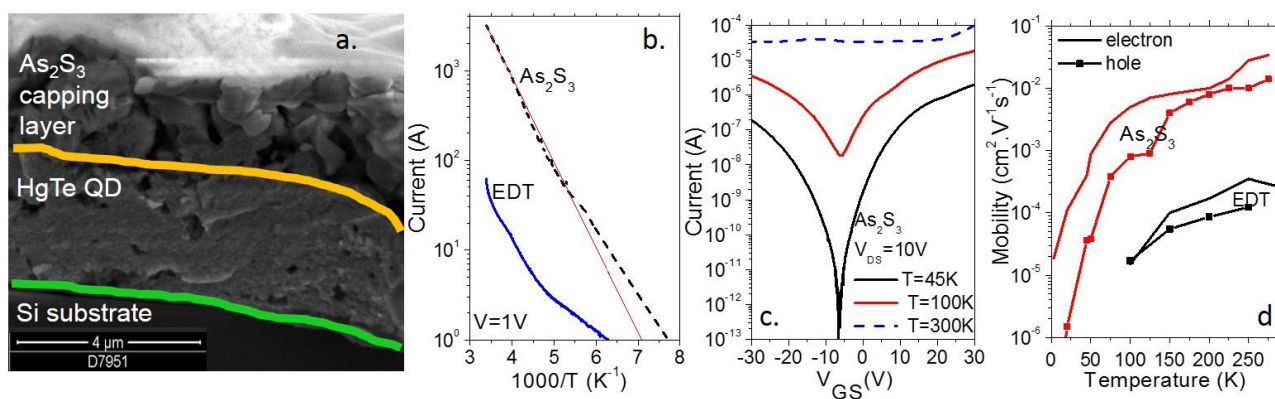 a.
As₂S₃
capping
layer
HgTe QD
Si substrate
4 µm
D7951
b.
Current (A)
10³
10²
10¹
10⁰
As₂S₃
EDT
V=1V
3 4 5 6 7 8
1000/T (K⁻¹)
Current (A)
10⁻⁴
10⁻⁵
10⁻⁶
10⁻⁷
10⁻⁸
10⁻⁹
10⁻¹⁰
10⁻¹¹
10⁻¹²
10⁻¹³
As₂S₃
V_DS=10V
T=45K
T=100K
T=300K
c.
-30 -20 -10 0 10 20 30
V_GS(V)
Mobility (cm².V⁻¹s⁻¹)
10⁻¹
10⁻²
10⁻³
10⁻⁴
10⁻⁵
10⁻⁶
electron
hole
As₂S₃
EDT
d
0 50 100 150 200 250
Temperature (K)